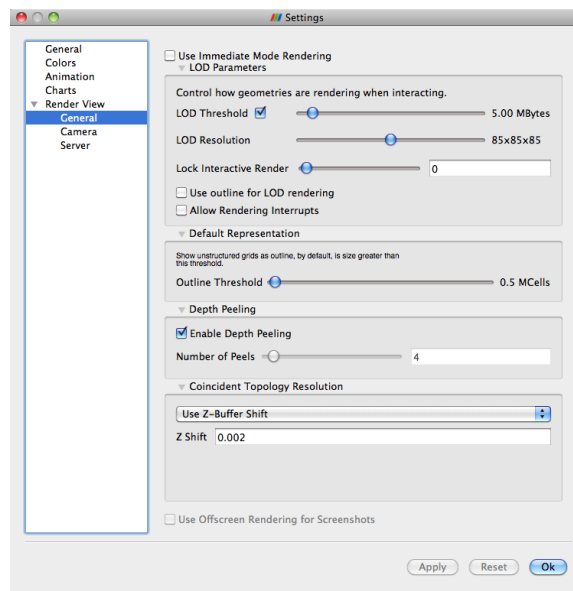 Settings
General
Colors
Animation
Charts
Render View
General
Camera
Server
Use Immediate Mode Rendering
LOD Parameters
Control how geometries are rendering when interacting.
LOD Threshold 5.00 MBytes
LOD Resolution 85x85x85
Lock Interactive Render 0
Use outline for LOD rendering
Allow Rendering Interrupts
Default Representation
Show unstructured grids as outline, by default, is size greater than
this threshold.
Outline Threshold 0.5 MCells
Depth Peeling
Enable Depth Peeling
Number of Peels 4
Coincident Topology Resolution
Use Z-Buffer Shift
Z Shift 0.002
Use Offscreen Rendering for Screenshots
Apply Reset Ok